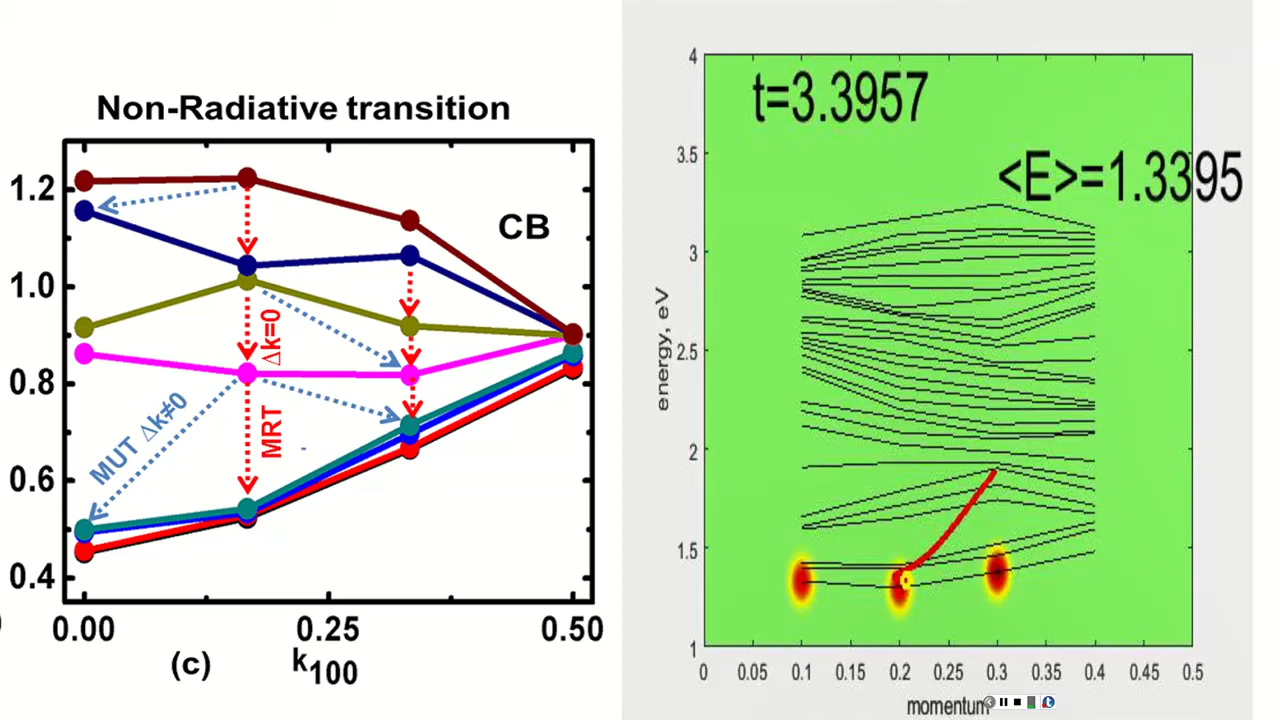 Non-Radiative transition
1.2
1.0
0.8
0.6
0.4
CB
Δk=0
MRT
MUT Δk≠0
0.00
0.25
0.50
(c)
k100
t=3.3957
<E>=1.3395
4
3.5
3
2.5
2
1.5
1
energy, eV
0
0.05
0.1
0.15
0.2
0.25
0.3
0.35
0.4
0.45
0.5
momentum